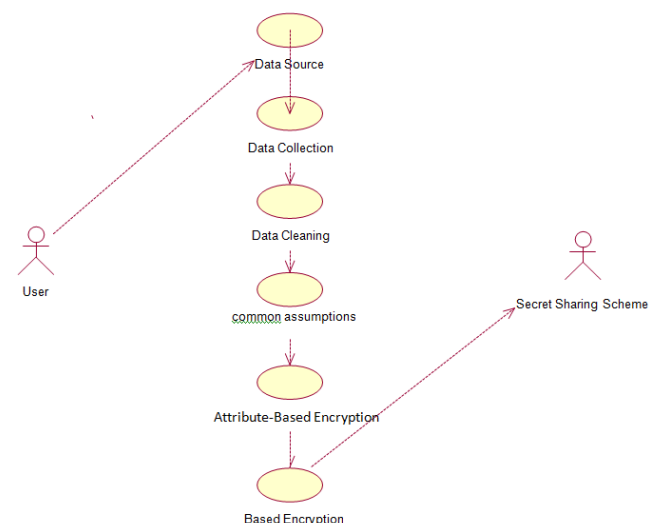 Data Source
Data Collection
Data Cleaning
User
Secret Sharing Scheme
common assumptions
Attribute-Based Encryption
Based Encryption